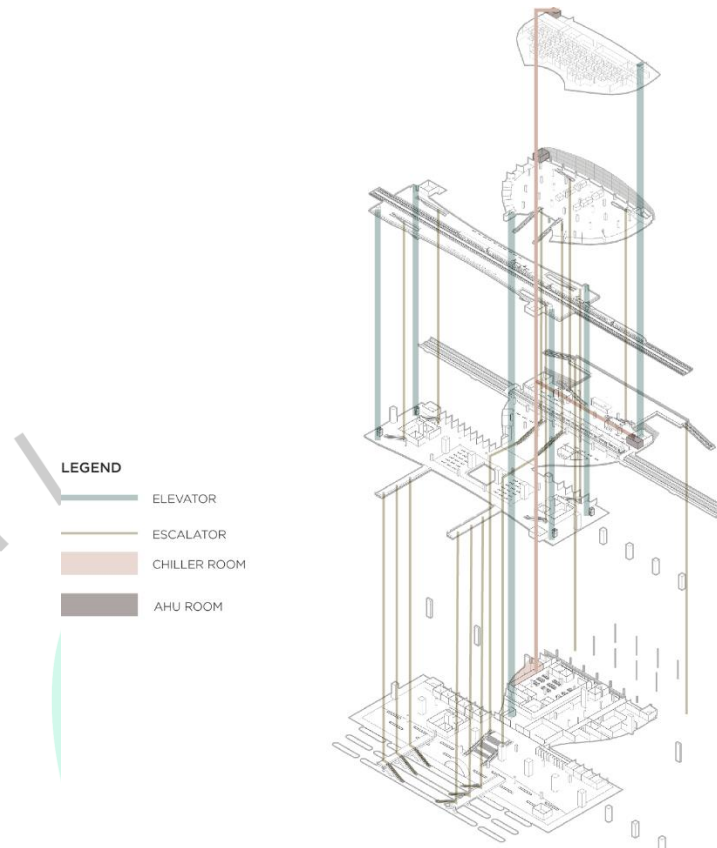 LEGEND
ELEVATOR
ESCALATOR
CHILLER ROOM
AHU ROOM